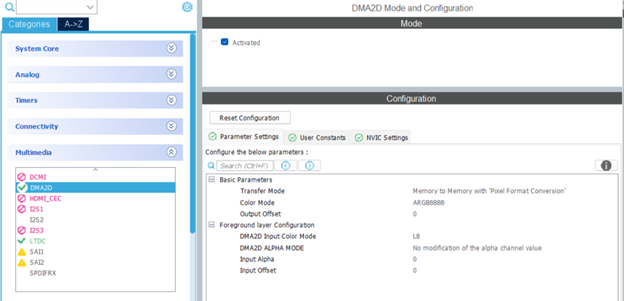 DMA2D Mode and Configuration
Categories
A->Z
Mode
System Core
Activated
Analog
Timers
Connectivity
Multimedia
DCMI
DMA2D
HDMI_CEC
I2S1
I2S2
I2S3
LTDC
SAI1
SAI2
SPDIFRX
Configuration
Reset Configuration
Parameter Settings
User Constants
NVIC Settings
Configure the below parameters :
Search (Ctrl+F)
Basic Parameters
Transfer Mode Memory to Memory with 'Pixel Format Conversion'
Color Mode ARGB8888
Output Offset 0
Foreground layer Configuration
DMA2D Input Color Mode L8
DMA2D ALPHA MODE No modification of the alpha channel value
Input Alpha 0
Input Offset 0